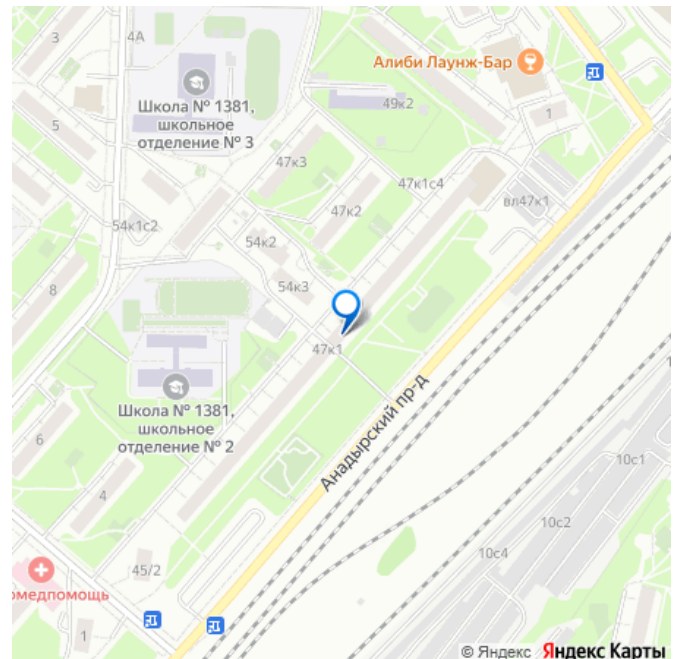 3
4А
Алиби Лаунж-Бар
Школа № 1381,
школьное
отделение № 3
49к2
1
5
47к3
47к1с4
вл47к1
47к2
54к1с2
54к2
54к3
8
47к1
Школа № 1381,
школьное
отделение № 2
Анадырский пр-д
6
4
10с1
10с2
10с4
45/2
омедпомощь
1
© Яндекс Яндекс Карты